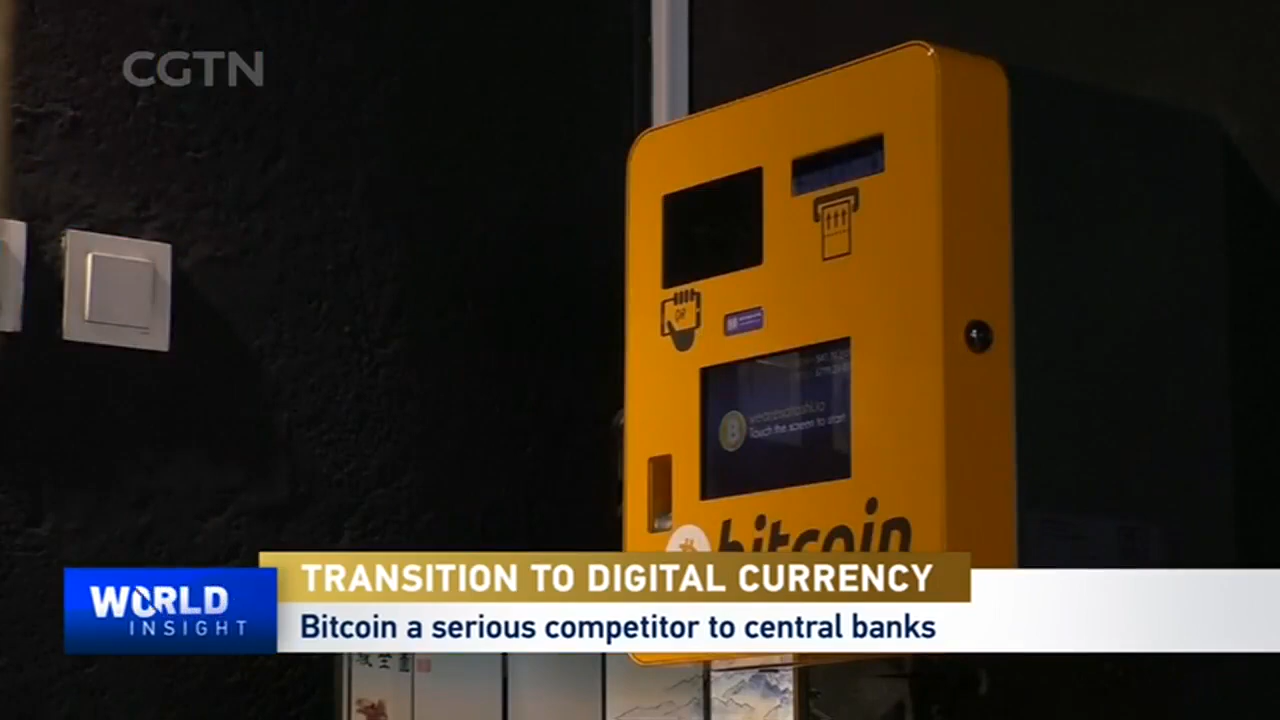 CGTN
QR
Touch the screen to start
bitcoin
TRANSITION TO DIGITAL CURRENCY
WORLD
INSIGHT
Bitcoin a serious competitor to central banks